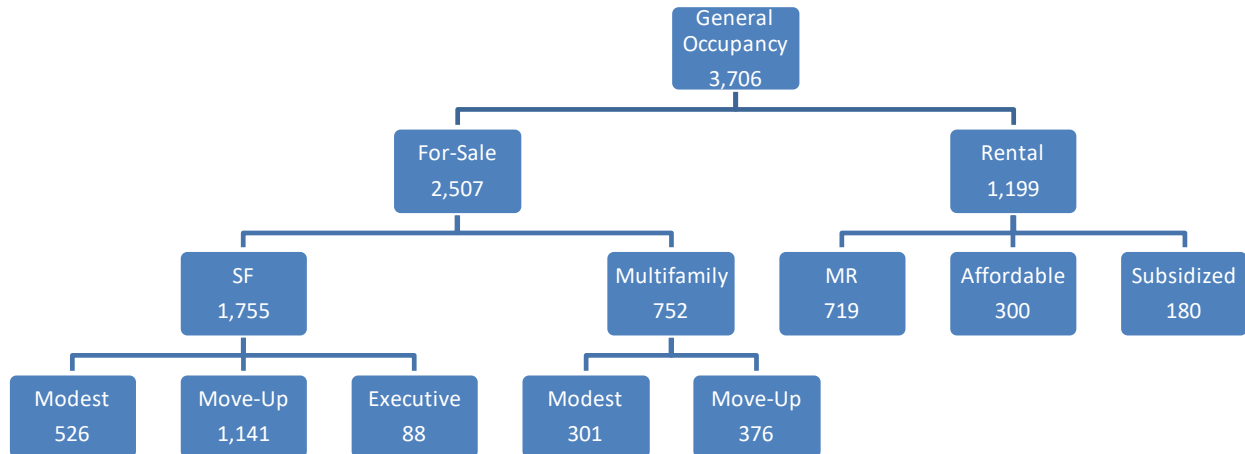 General
Occupancy
3,706
For-Sale
2,507
Rental
1,199
SF
1,755
Multifamily
752
MR
719
Affordable
300
Subsidized
180
Modest
526
Move-Up
1,141
Executive
88
Modest
301
Move-Up
376